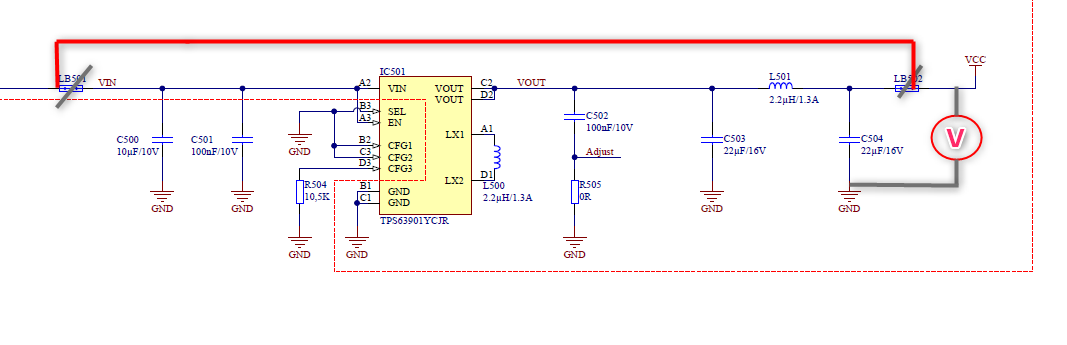 VCC
IC501
LB501
VIN
A2
VIN
VOUT
C2
VOUT
L501
LB502
VOUT
D2
2.2µH/1.3A
B3
SEL
A3
EN
C502
100nF/10V
LX1
A1
C500
10µF/10V
C501
100nF/10V
GND
B2
CFG1
C3
CFG2
D3
CFG3
Adjust
C503
22µF/16V
C504
22µF/16V
V
LX2
D1
R504
10,5K
B1
GND
C1
GND
L500
2.2µH/1.3A
R505
0R
GND
GND
GND
GND
TPS63901YCJR
GND
GND
GND